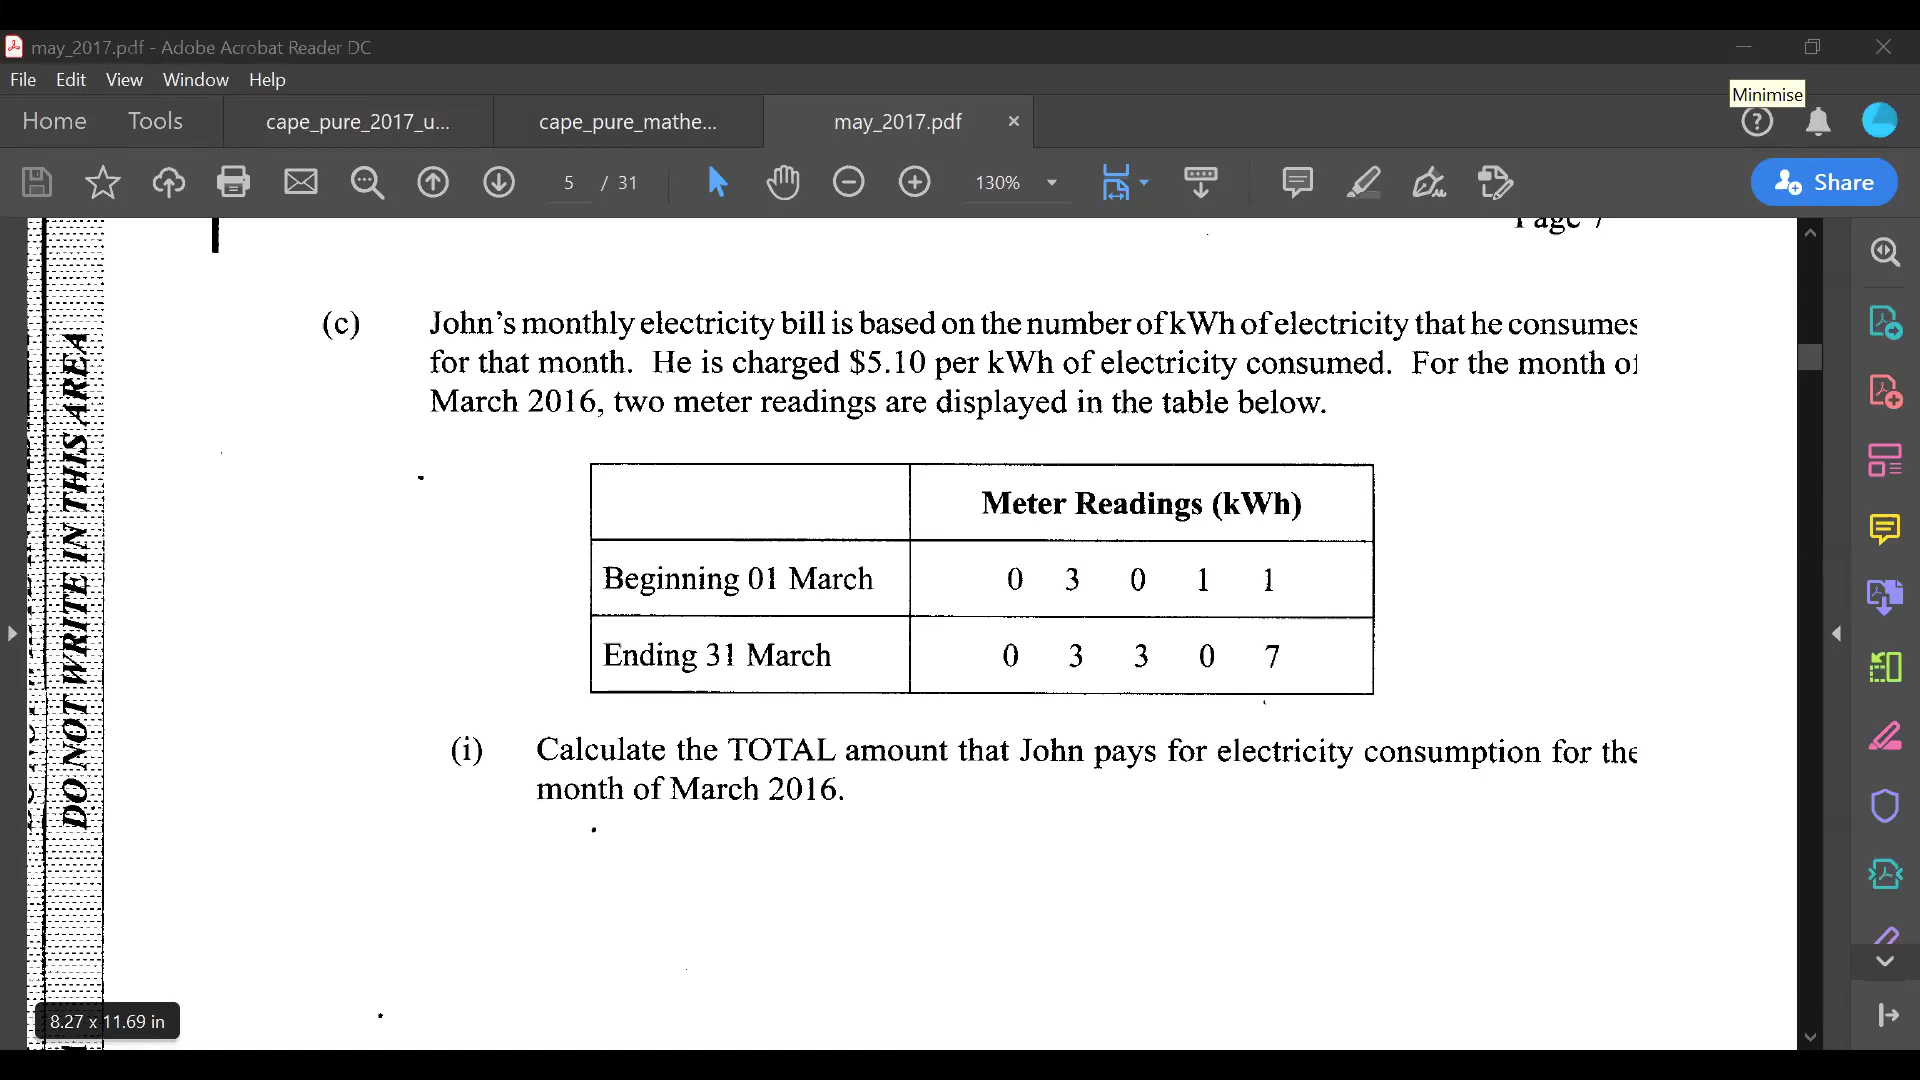 may_2017.pdf - Adobe Acrobat Reader DC
File Edit View Window Help
Minimise
Home Tools cape_pure_2017_u... cape_pure_mathe... may_2017.pdf
5 / 31 130% Share
Page 7
(c) John's monthly electricity bill is based on the number of kWh of electricity that he consumes
for that month. He is charged $5.10 per kWh of electricity consumed. For the month of
March 2016, two meter readings are displayed in the table below.
Meter Readings (kWh)
Beginning 01 March 0 3 0 1 1
Ending 31 March 0 3 3 0 7
(i) Calculate the TOTAL amount that John pays for electricity consumption for the
month of March 2016.
DO NOT WRITE IN THIS AREA
8.27 x 11.69 in